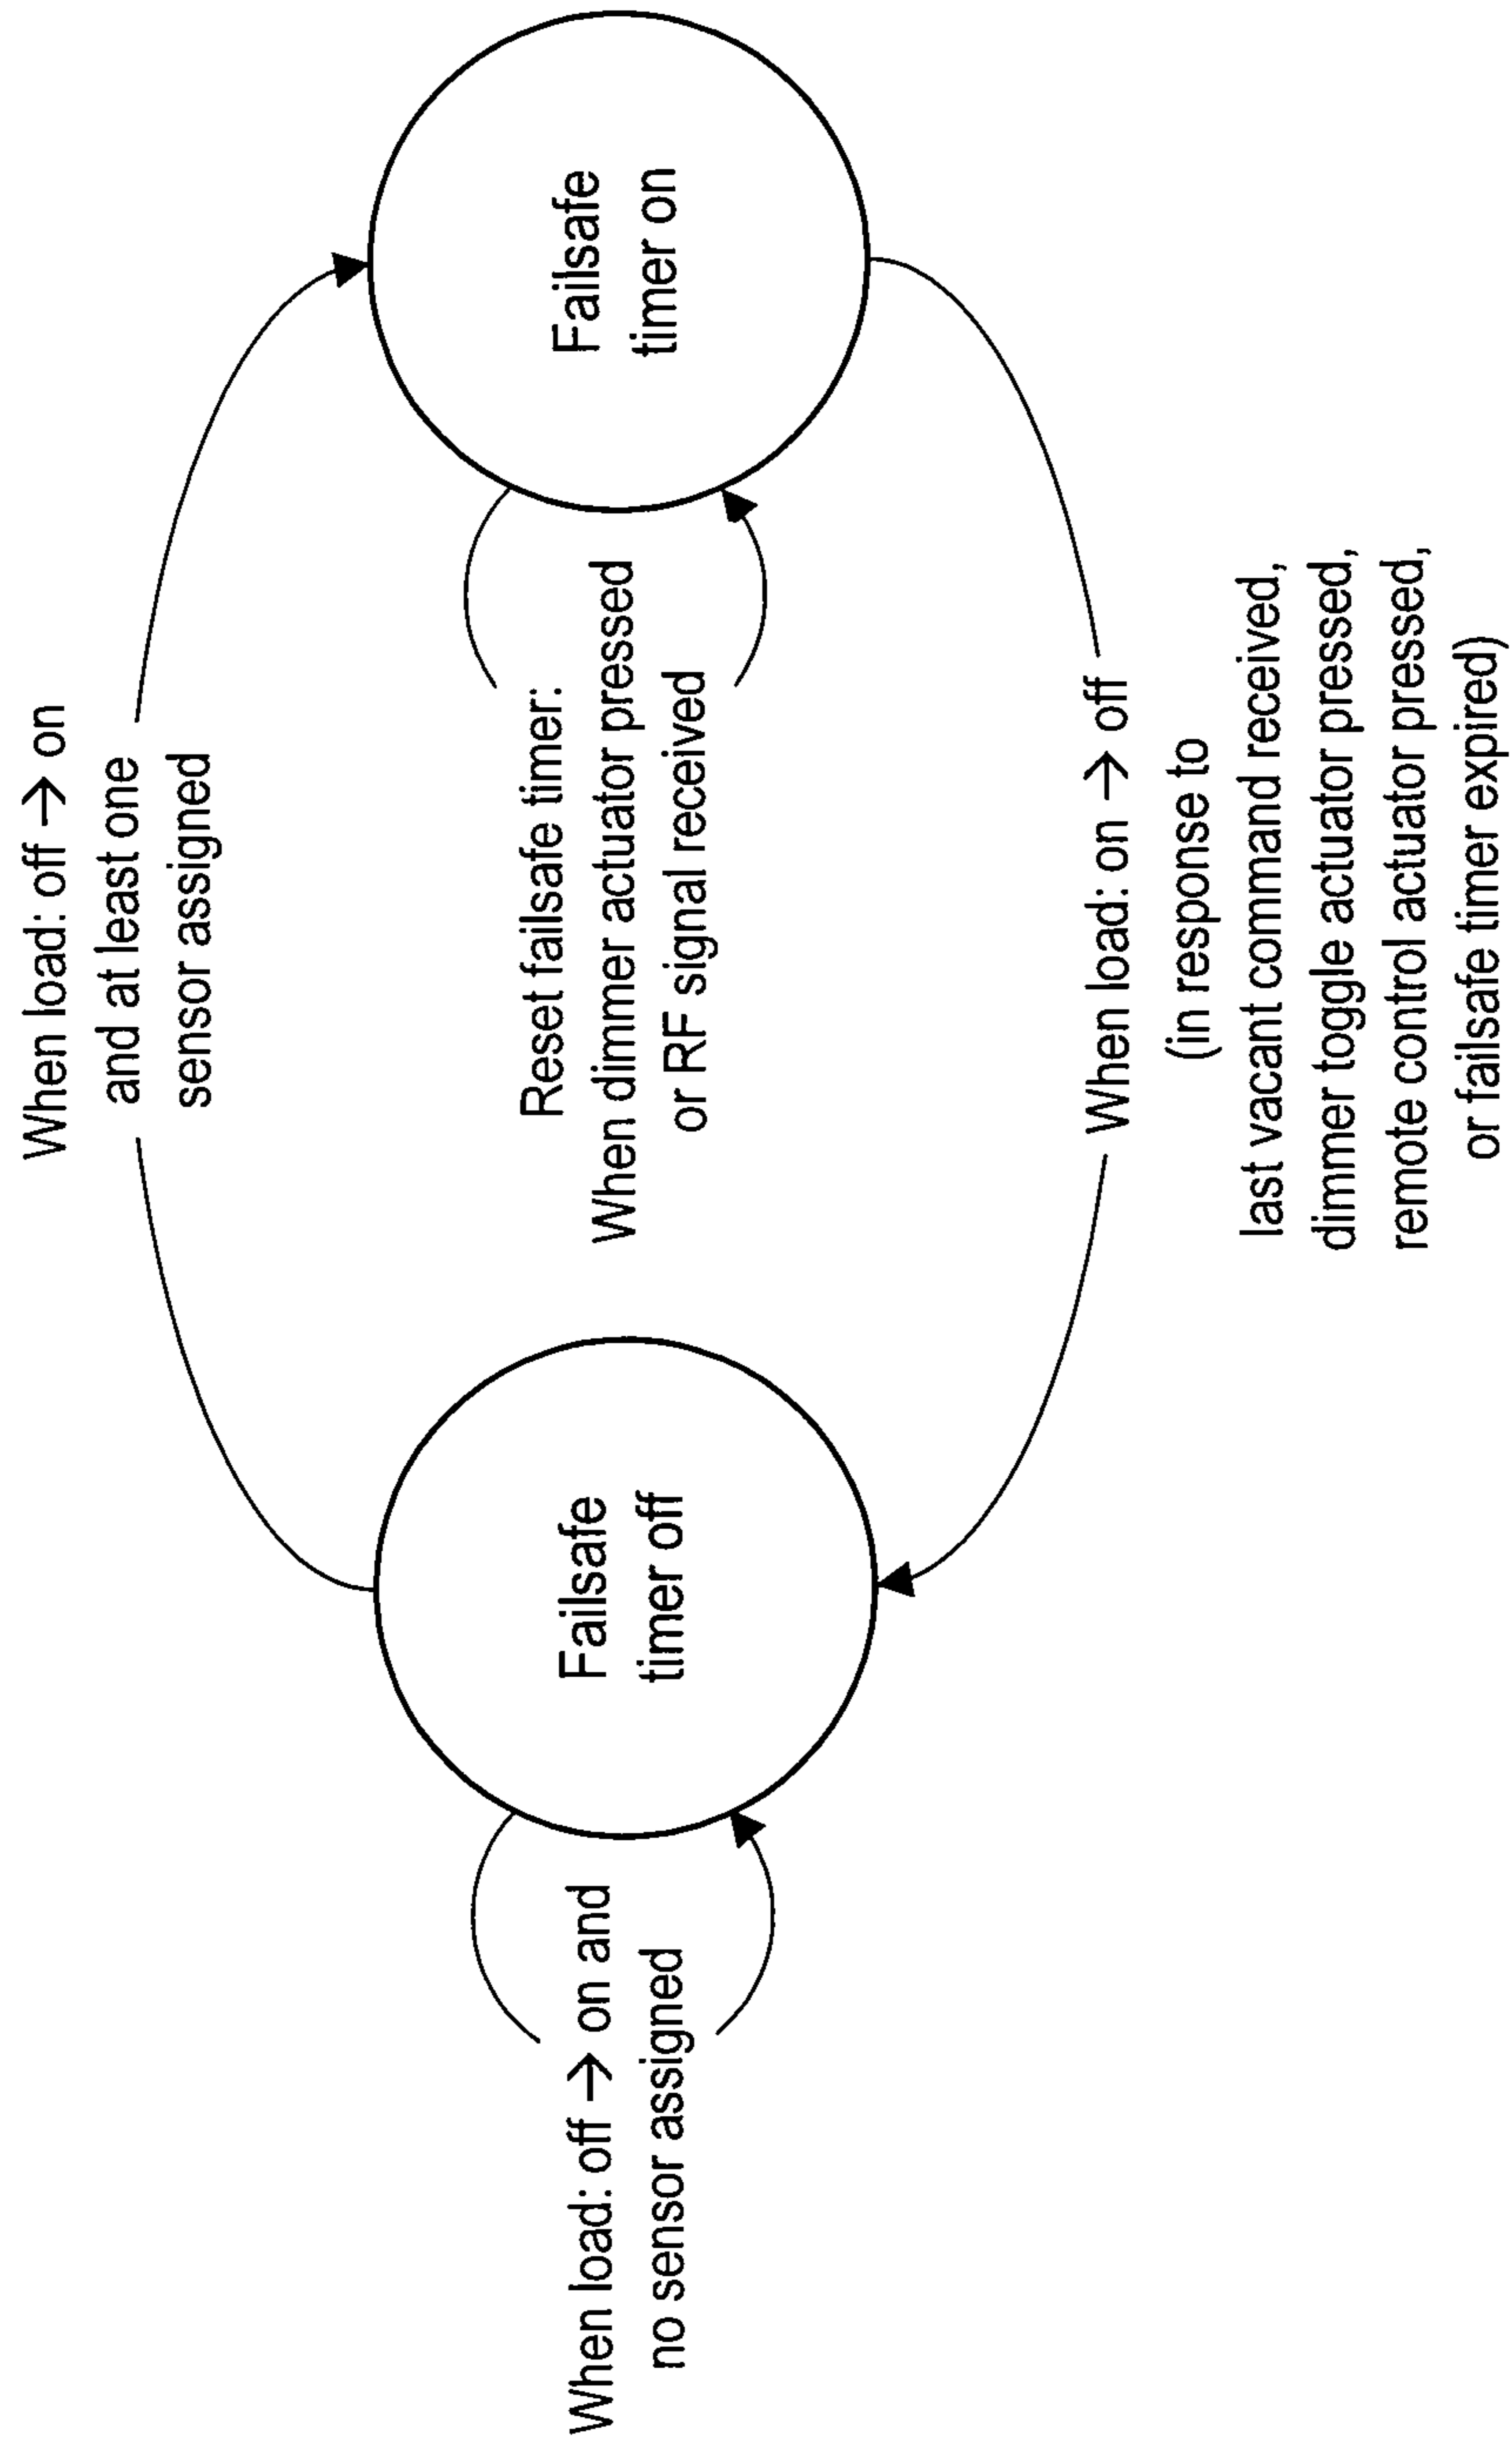 When load: off → on
and at least one
sensor assigned
When load: off → on and
no sensor assigned
Failsafe
timer off
Reset failsafe timer:
When dimmer actuator pressed
or RF signal received
Failsafe
timer on
When load: on → off
(in response to
last vacant command received,
dimmer toggle actuator pressed,
remote control actuator pressed,
or failsafe timer expired)